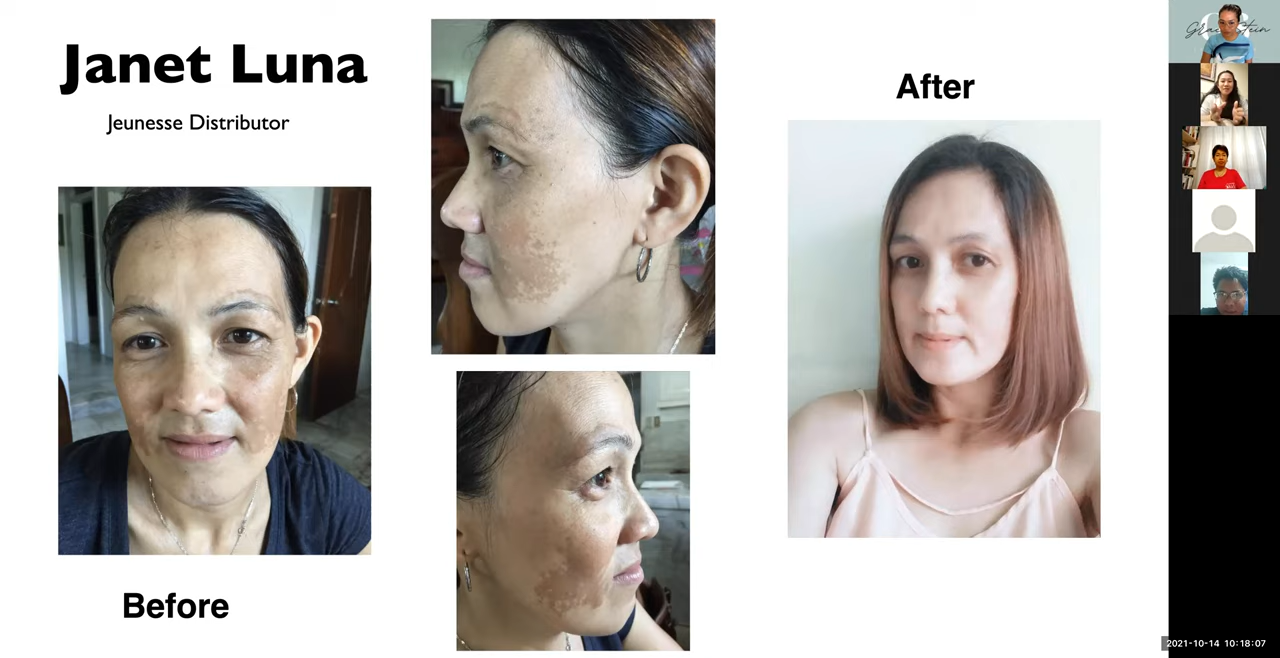 Janet Luna
Jeunesse Distributor
Before
After
2021-10-14 10:18:07